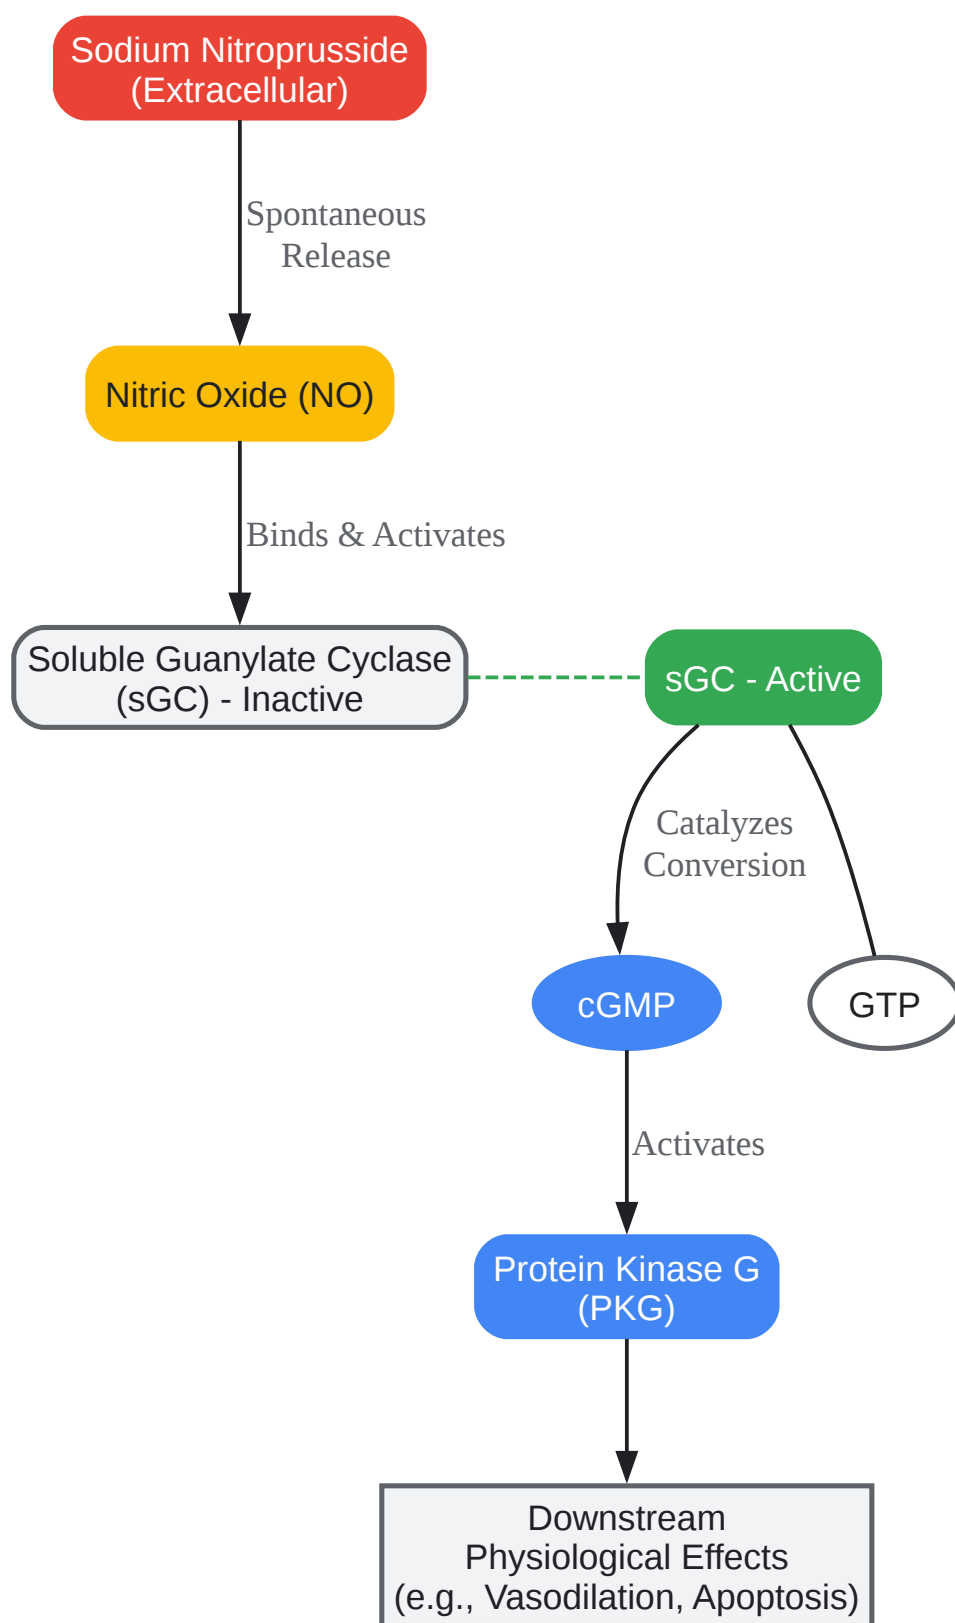 Sodium Nitroprusside
(Extracellular)
Spontaneous
Release
Nitric Oxide (NO)
Binds & Activates
Soluble Guanylate Cyclase
(sGC) - Inactive
sGC - Active
Catalyzes
Conversion
cGMP
GTP
Activates
Protein Kinase G
(PKG)
Downstream
Physiological Effects
(e.g., Vasodilation, Apoptosis)